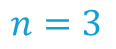 n = 3